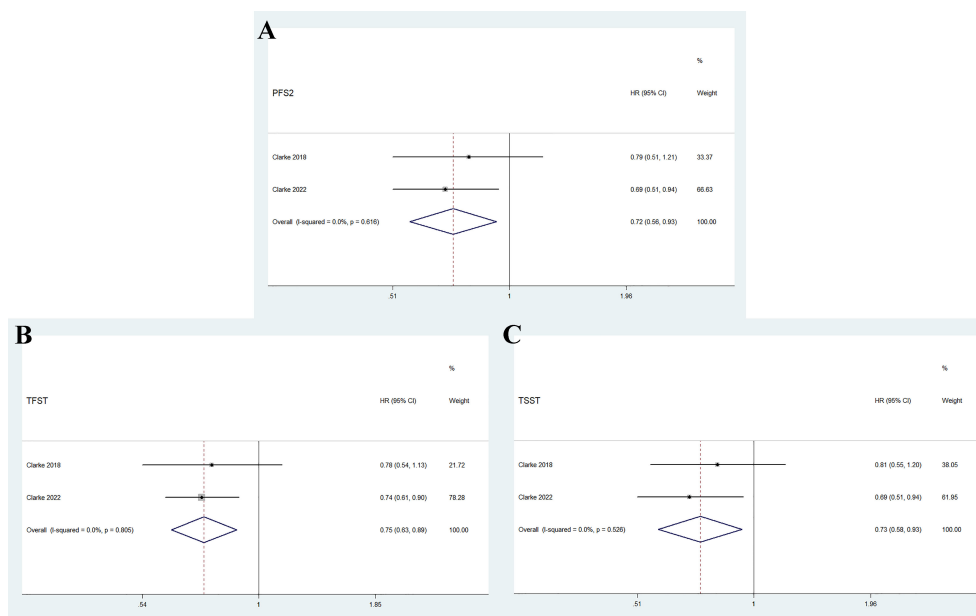 A
%
PFS2 HR (95% CI) Weight
Clarke 2018 0.79 (0.51, 1.21) 33.37
Clarke 2022 0.69 (0.51, 0.94) 66.63
Overall (I-squared = 0.0%, p = 0.616) 0.72 (0.56, 0.93) 100.00
.51 1 1.96
B
%
TFST HR (95% CI) Weight
Clarke 2018 0.78 (0.54, 1.13) 21.72
Clarke 2022 0.74 (0.61, 0.90) 78.28
Overall (I-squared = 0.0%, p = 0.805) 0.75 (0.63, 0.89) 100.00
.54 1 1.85
C
%
TSST HR (95% CI) Weight
Clarke 2018 0.81 (0.55, 1.20) 38.05
Clarke 2022 0.69 (0.51, 0.94) 61.95
Overall (I-squared = 0.0%, p = 0.526) 0.73 (0.58, 0.93) 100.00
.51 1 1.96